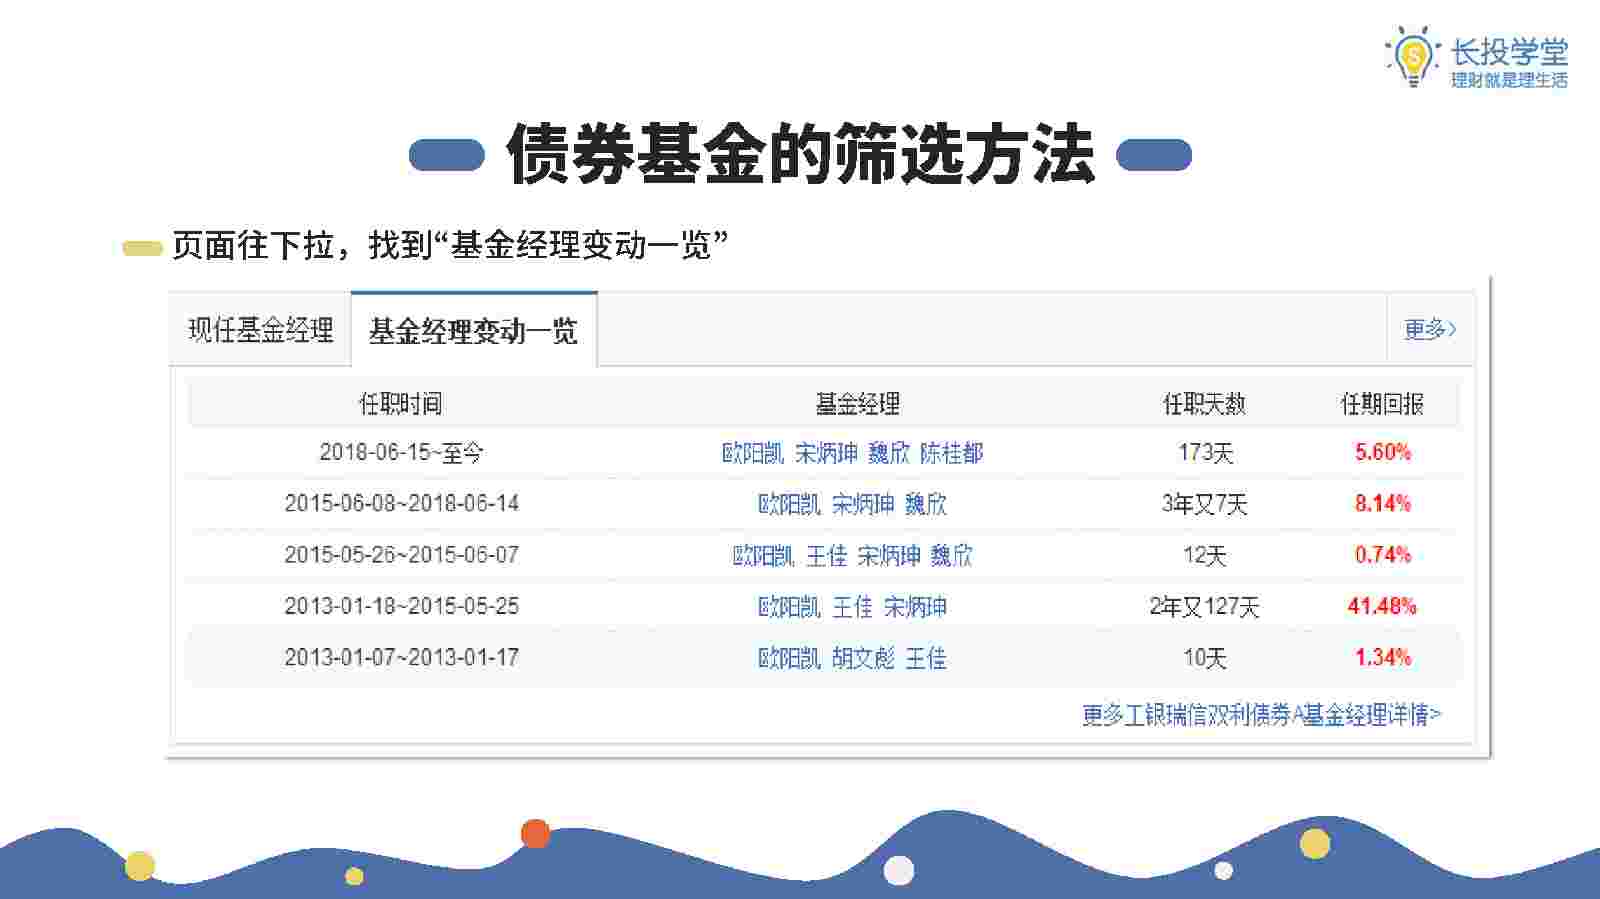 长投学堂
理财就是理生活
债券基金的筛选方法
页面往下拉，找到“基金经理变动一览”
现任基金经理 基金经理变动一览 更多>
任职时间 基金经理 任职天数 任期回报
2018-06-15~至今 欧阳凯 宋炳珅 魏欣 陈桂都 173天 5.60%
2015-06-08~2018-06-14 欧阳凯 宋炳珅 魏欣 3年又7天 8.14%
2015-05-26~2015-06-07 欧阳凯 王佳 宋炳珅 魏欣 12天 0.74%
2013-01-18~2015-05-25 欧阳凯 王佳 宋炳珅 2年又127天 41.48%
2013-01-07~2013-01-17 欧阳凯 胡文彪 王佳 10天 1.34%
更多工银瑞信双利债券A基金经理详情>